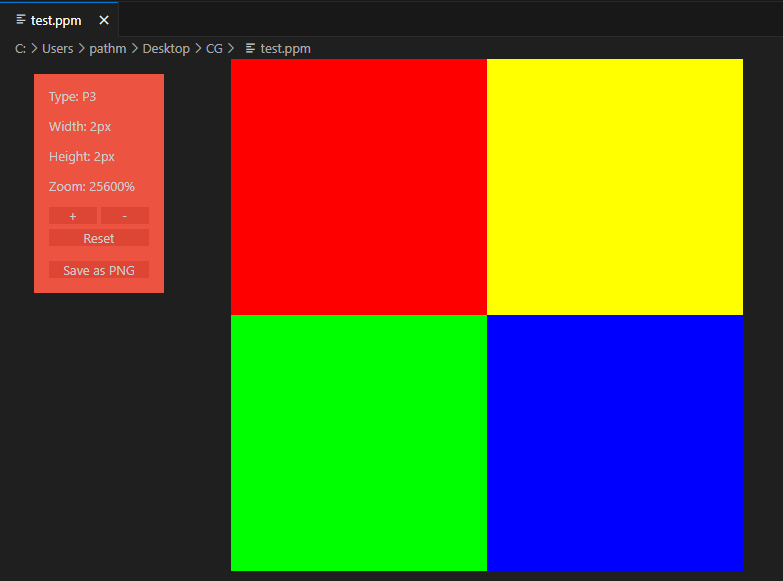 test.ppm
C: > Users > pathm > Desktop > CG > test.ppm
Type: P3
Width: 2px
Height: 2px
Zoom: 25600%
+ -
Reset
Save as PNG